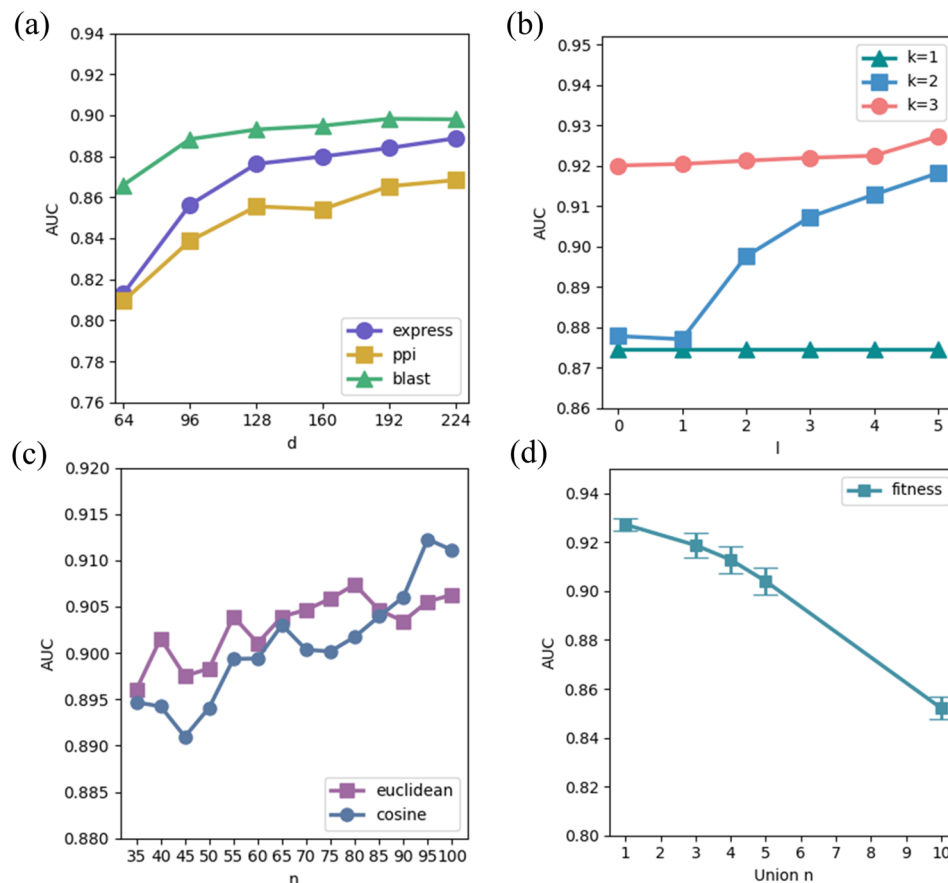 (a)
0.94
0.92
0.90
0.88
0.86
0.84
0.82
0.80
0.78
0.76
AUC
express
ppi
blast
64 96 128 160 192 224
d
(b)
0.95
0.94
0.93
0.92
0.91
0.90
0.89
0.88
0.87
0.86
AUC
k=1
k=2
k=3
0 1 2 3 4 5
l
(c)
0.920
0.915
0.910
0.905
0.900
0.895
0.890
0.885
0.880
AUC
euclidean
cosine
35 40 45 50 55 60 65 70 75 80 85 90 95 100
n
(d)
0.94
0.92
0.90
0.88
0.86
0.84
0.82
0.80
AUC
fitness
1 2 3 4 5 6 7 8 9 10
Union n